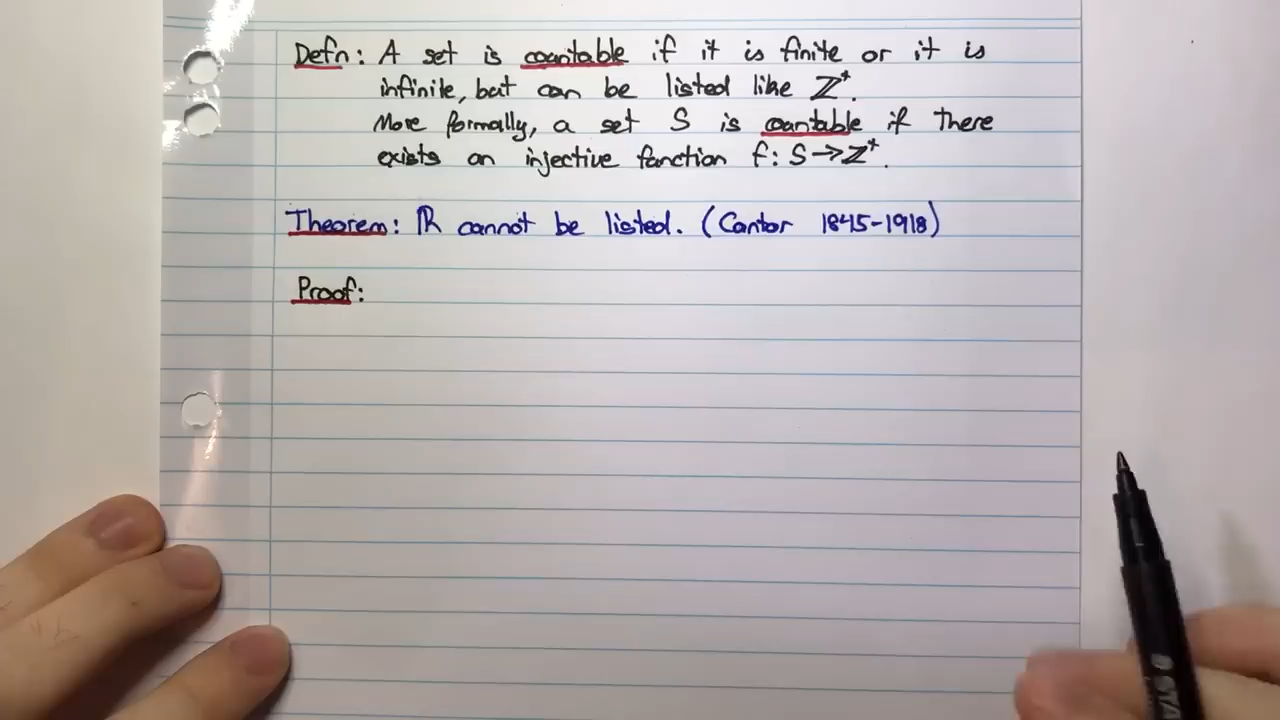 Defn: A set is countable if it is finite or it is
infinite, but can be listed like ℤ⁺.
More formally, a set S is countable if there
exists an injective function f: S→ℤ⁺.
Theorem: ℝ cannot be listed. (Cantor 1845-1918)
Proof: